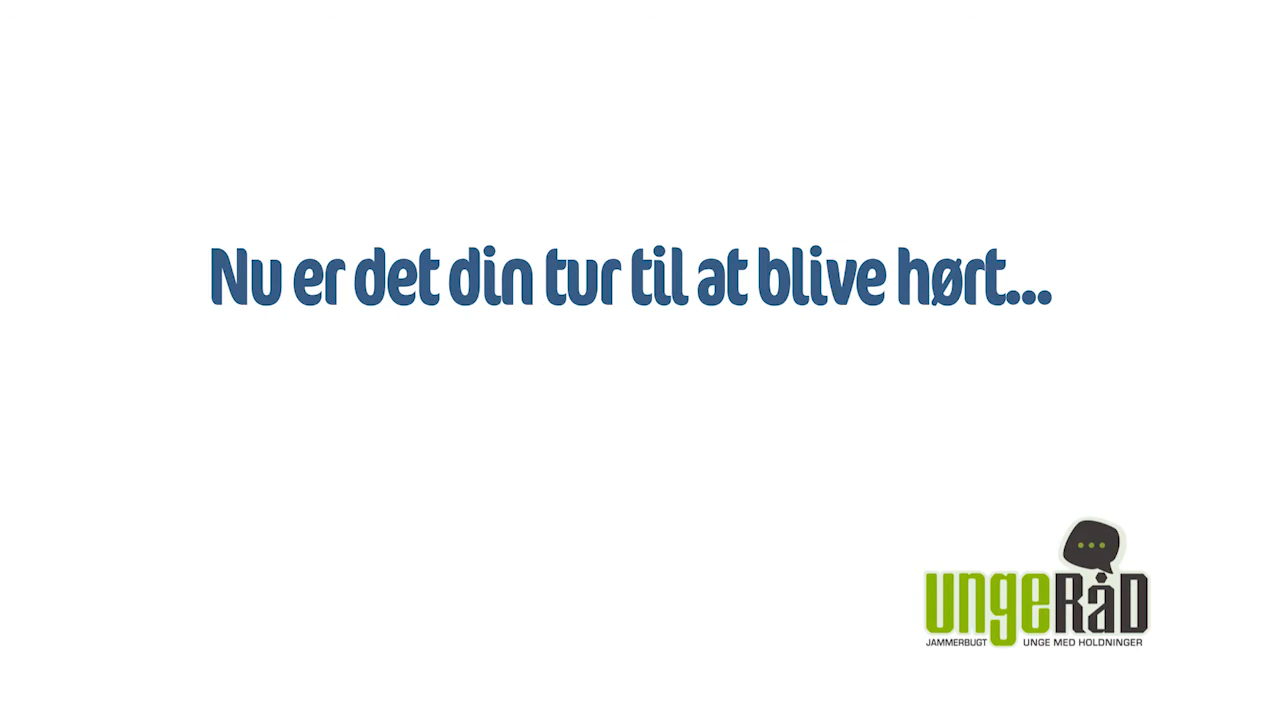 Nu er det din tur til at blive hørt...
ungeRåD
JAMMERBUGT UNGE MED HOLDNINGER